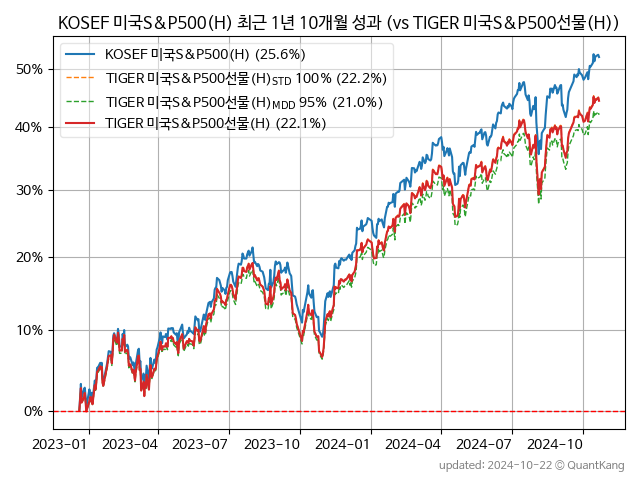 KOSEF 미국S&P500(H) 최근 1년 10개월 성과 (vs TIGER 미국S&P500선물(H))
KOSEF 미국S&P500(H) (25.6%)
TIGER 미국S&P500선물(H)STD 100% (22.2%)
TIGER 미국S&P500선물(H)MDD 95% (21.0%)
TIGER 미국S&P500선물(H) (22.1%)
50%
40%
30%
20%
10%
0%
2023-01 2023-04 2023-07 2023-10 2024-01 2024-04 2024-07 2024-10
updated: 2024-10-22 © QuantKang